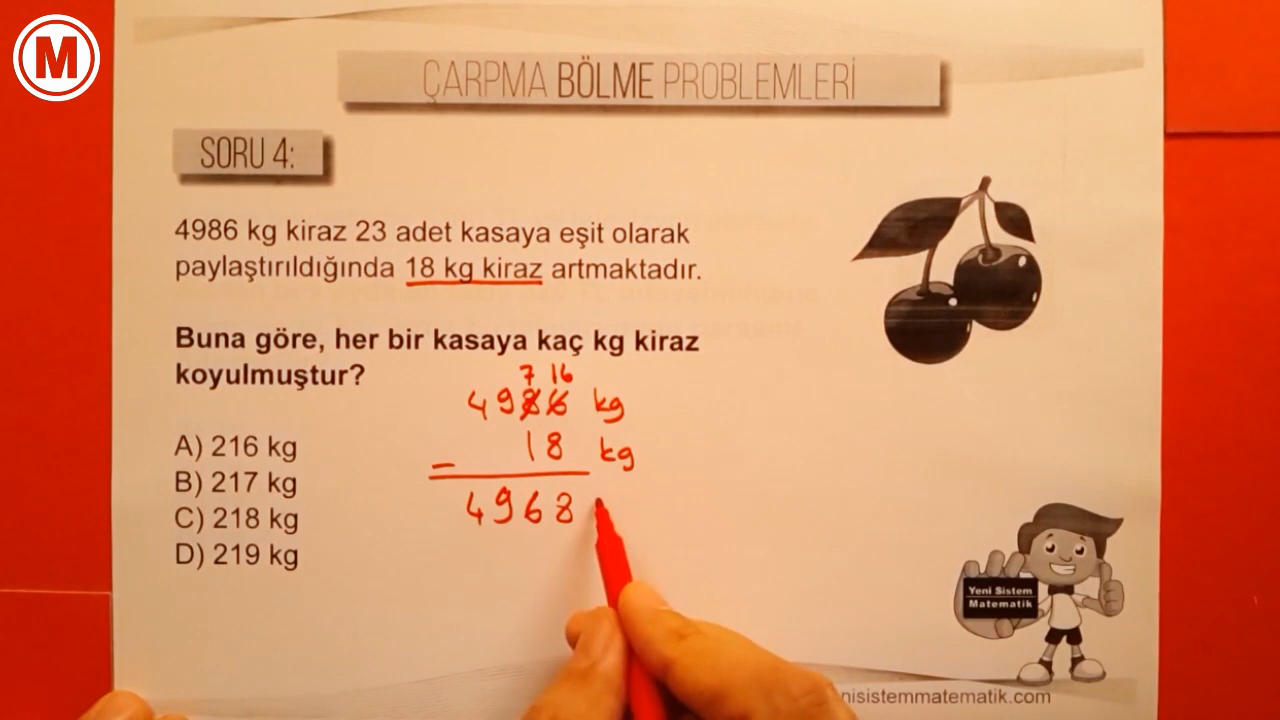 M
ÇARPMA BÖLME PROBLEMLERİ
SORU 4:
4986 kg kiraz 23 adet kasaya eşit olarak
paylaştırıldığında 18 kg kiraz artmaktadır.
Buna göre, her bir kasaya kaç kg kiraz
koyulmuştur?
7 16
4986 kg
18 kg
−
4968
A) 216 kg
B) 217 kg
C) 218 kg
D) 219 kg
Yeni Sistem
Matematik
nisistemmatematik.com